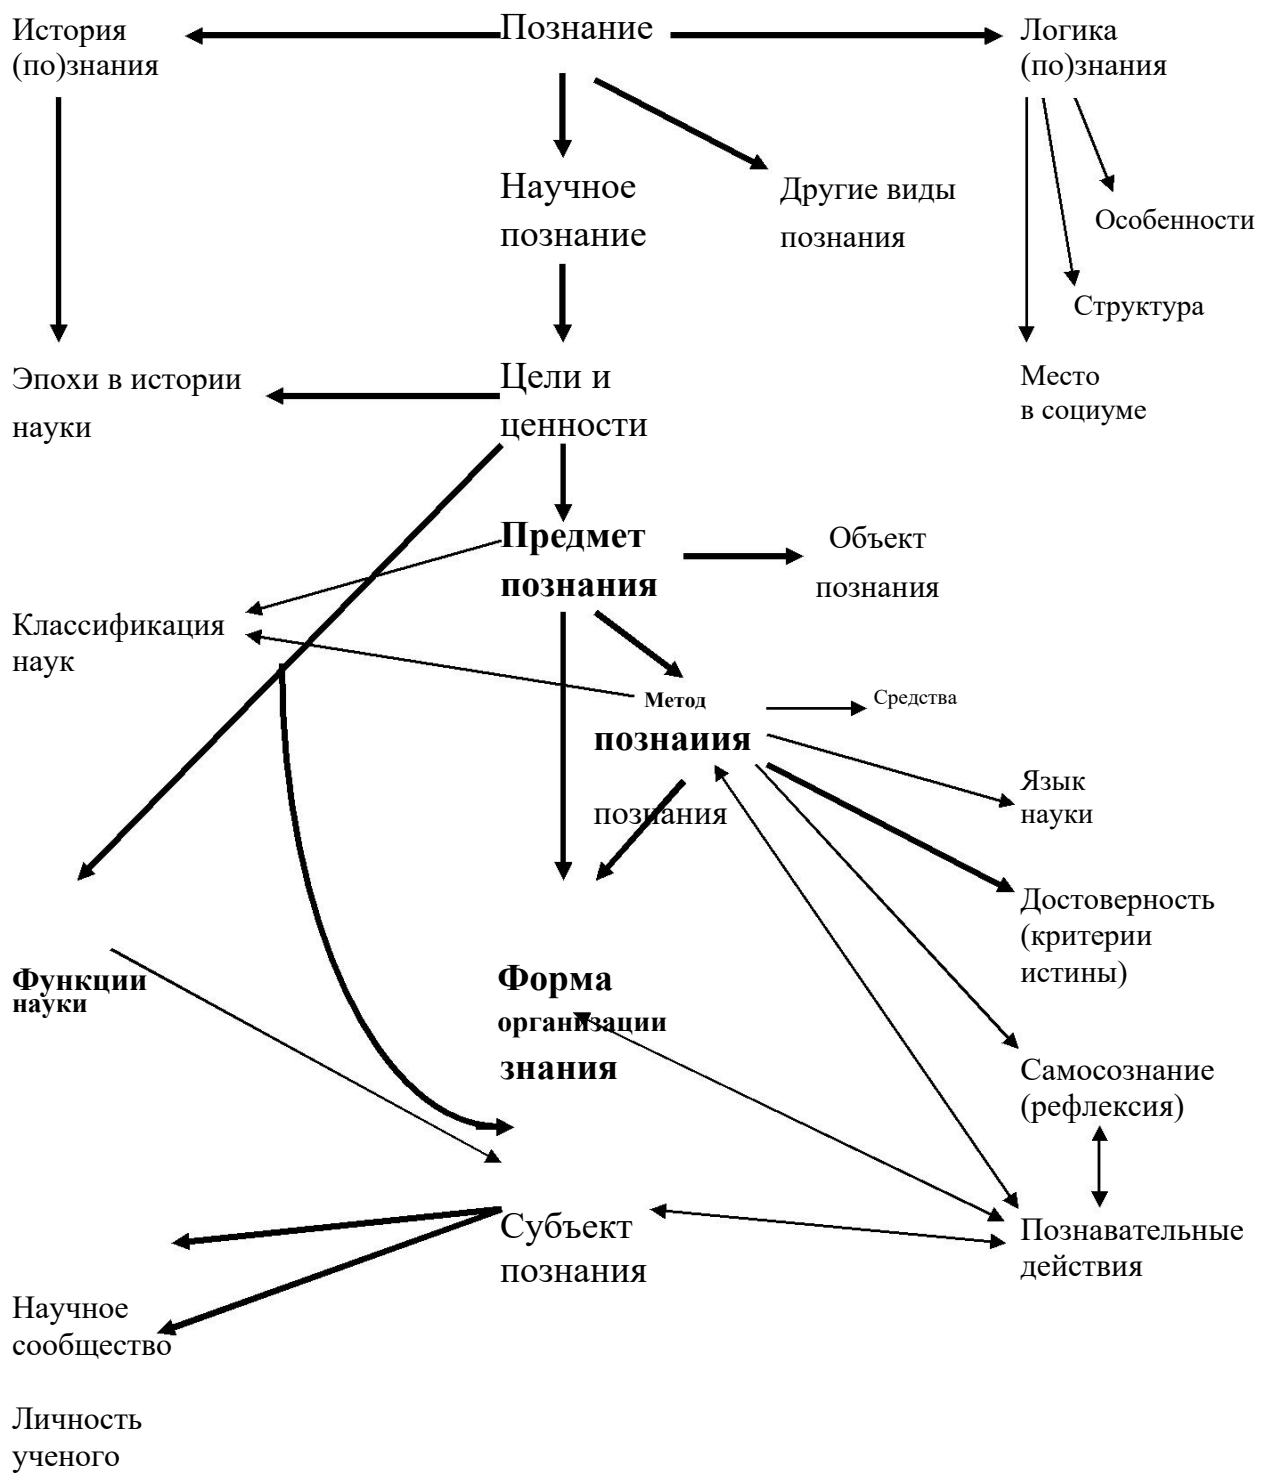 История
(по)знания
Познание
Логика
(по)знания
Научное
познание
Другие виды
познания
Особенности
Структура
Эпохи в истории
науки
Цели и
ценности
Место
в социуме
Предмет
познания
Объект
познания
Классификация
наук
Метод
познаиия
Средства
познания
Язык
науки
Достоверность
(критерии
истины)
Функции
науки
Форма
организации
знания
Самосознание
(рефлексия)
Субъект
познания
Познавательные
действия
Научное
сообщество
Личность
ученого